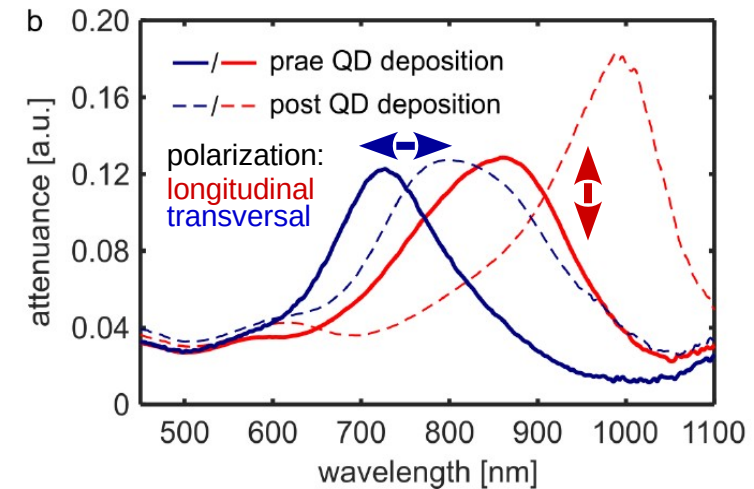 b
0.20
0.16
0.12
0.08
0.04
0
attenuance [a.u.]
/ prae QD deposition
/ post QD deposition
polarization:
longitudinal
transversal
500 600 700 800 900 1000 1100
wavelength [nm]